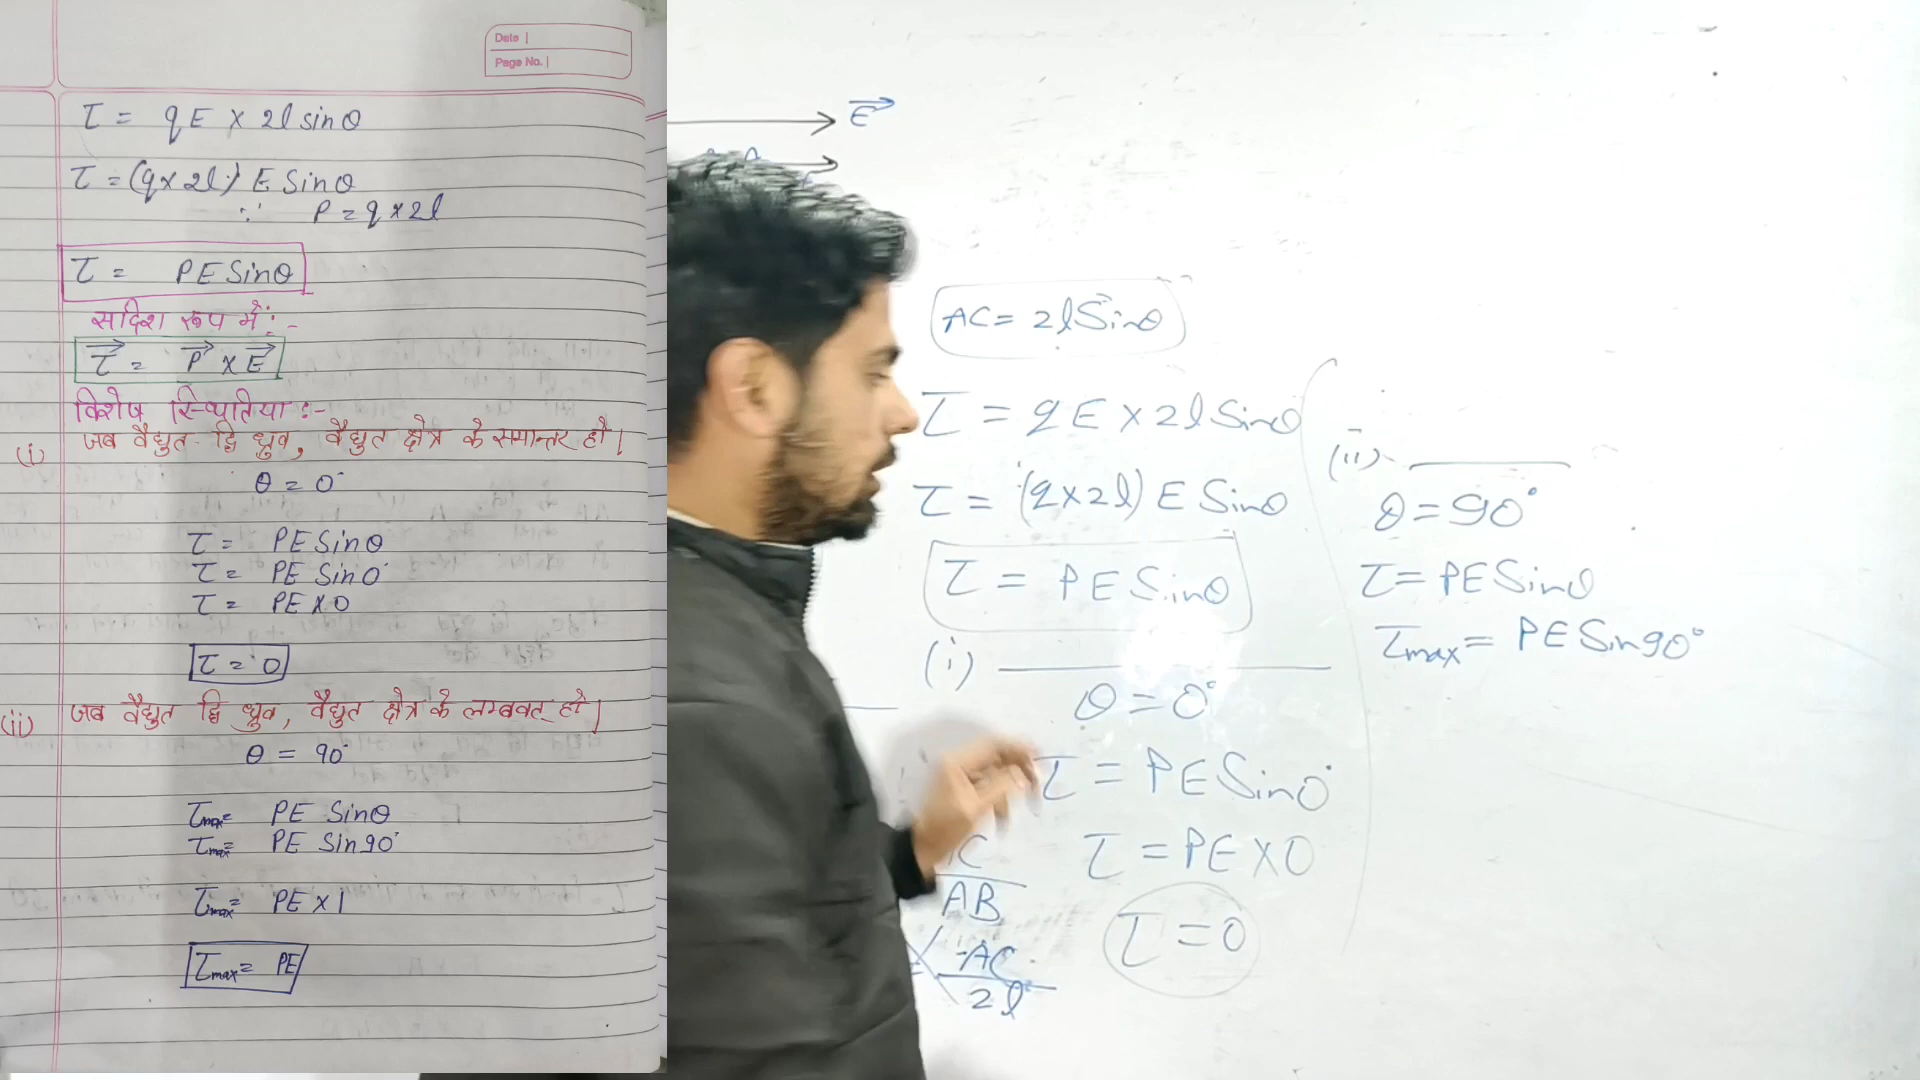 Date |
Page No. |
τ = qE × 2l sinθ
τ = (q×2l) E Sinθ
∵ P = q×2l
τ = PE Sinθ
सदिश रूप में :-
τ⃗ = P⃗ × E⃗
विशेष स्थितिया :-
(i) जब वैद्युत द्वि ध्रुव, वैद्युत क्षेत्र के समान्तर हो |
θ = 0°
τ = PE Sinθ
τ = PE Sin0°
τ = PE × 0
τ = 0
(ii) जब वैद्युत द्वि ध्रुव, वैद्युत क्षेत्र के लम्बवत् हो |
θ = 90°
τmax = PE Sinθ
τmax = PE Sin90°
τmax = PE × 1
τmax = PE
E⃗
AC = 2l Sinθ
τ = qE × 2l Sinθ
τ = (q×2l) E Sinθ
τ = PE Sinθ
(i)
θ = 0°
τ = PE Sin0°
τ = PE × 0
τ = 0
AB
AC
2l
(ii)
θ = 90°
τ = PE Sinθ
τmax = PE Sin90°